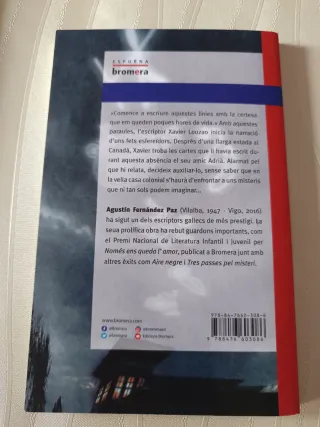 ESPURNA
bromera
«Comence a escriure aquestes línies amb la certesa
que em queden poques hores de vida.» Amb aquestes
paraules, l'escriptor Xavier Louzao inicia la narració
d'uns fets esfereïdors. Després d'una llarga estada al
Canadà, Xavier troba les cartes que li havia escrit du-
rant aquesta absència el seu amic Adrià. Alarmat pel
que hi relata, decideix auxiliar-lo, sense saber que en
la vella casa colonial s'haurà d'enfrontar a uns misteris
que ni tan sols podem imaginar...
Agustín Fernández Paz (Vilalba, 1947 - Vigo, 2016)
ha sigut un dels escriptors gallecs de més prestigi. La
seua prolífica obra ha rebut guardons importants, com
el Premi Nacional de Literatura Infantil i Juvenil per
Només ens queda l'amor, publicat a Bromera junt amb
altres èxits com Aire negre i Tres passes pel misteri.
www.bromera.com